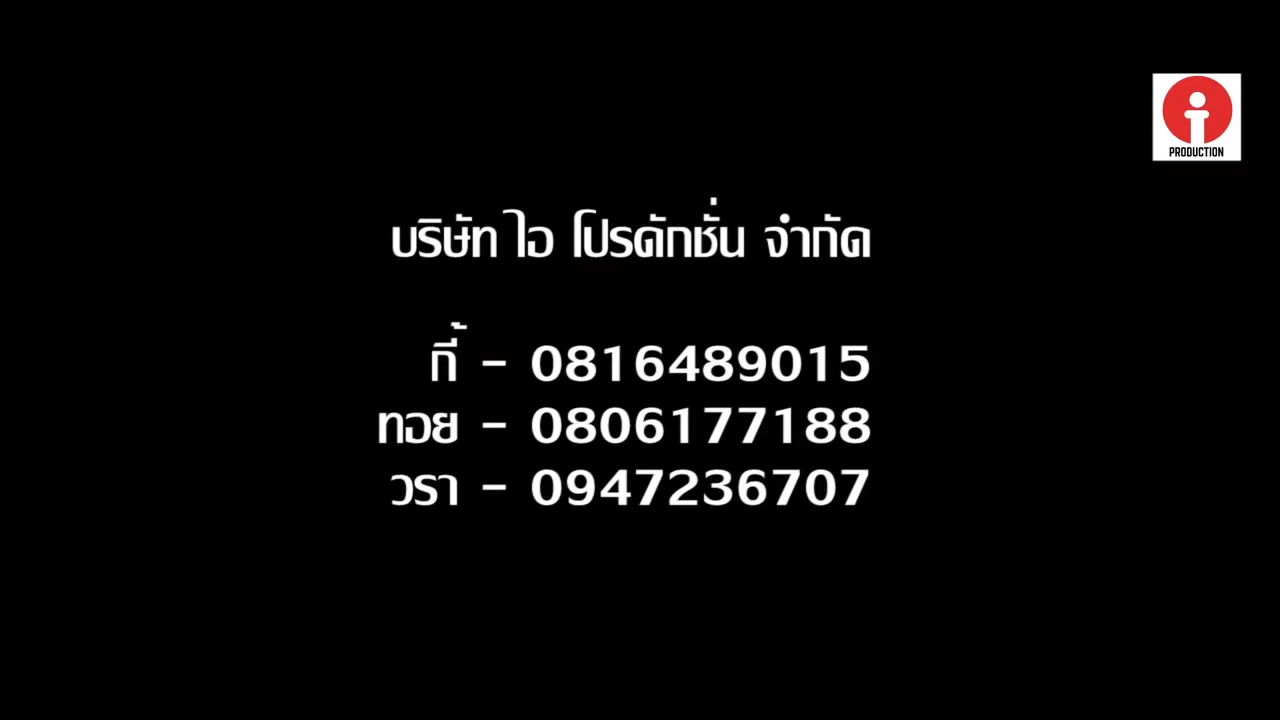 PRODUCTION
บริษัท ไอ โปรดักชั่น จำกัด
กี้ - 0816489015
ทอย - 0806177188
วรา - 0947236707